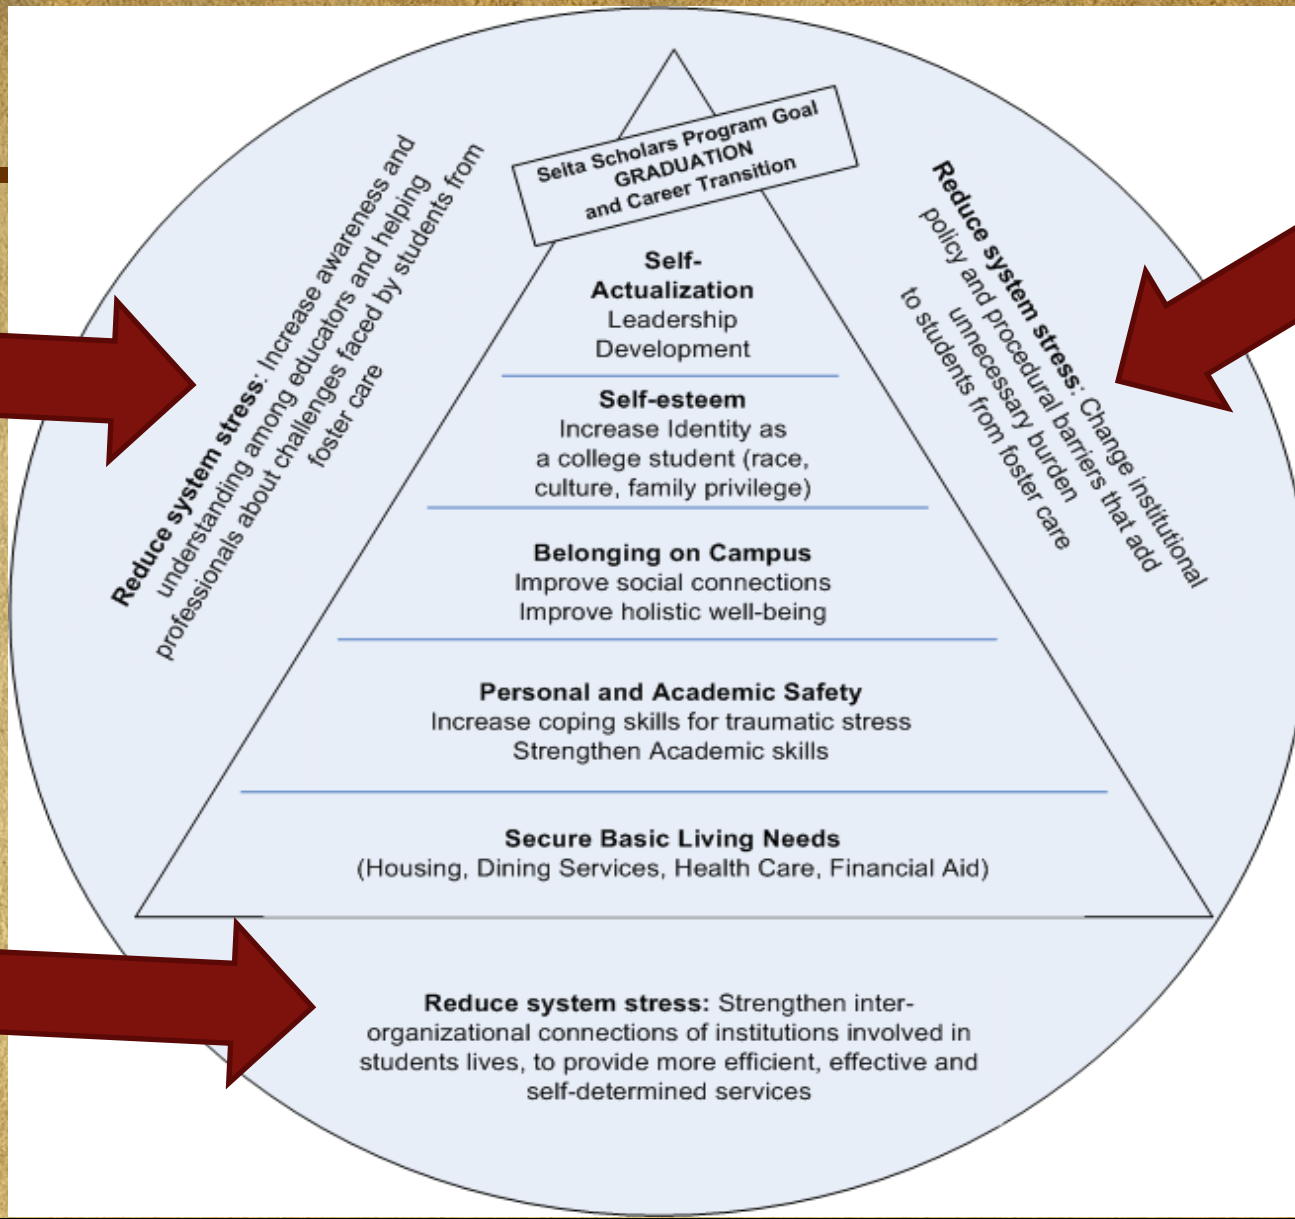 Seita Scholars Program Goal
GRADUATION
and Career Transition
Reduce system stress: Increase awareness and
understanding among educators and helping
professionals about challenges faced by students from
foster care
Reduce system stress: Change institutional
policy and procedural barriers that add
unnecessary burden
to students from foster care
Self-
Actualization
Leadership
Development
Self-esteem
Increase Identity as
a college student (race,
culture, family privilege)
Belonging on Campus
Improve social connections
Improve holistic well-being
Personal and Academic Safety
Increase coping skills for traumatic stress
Strengthen Academic skills
Secure Basic Living Needs
(Housing, Dining Services, Health Care, Financial Aid)
Reduce system stress: Strengthen inter-
organizational connections of institutions involved in
students lives, to provide more efficient, effective and
self-determined services